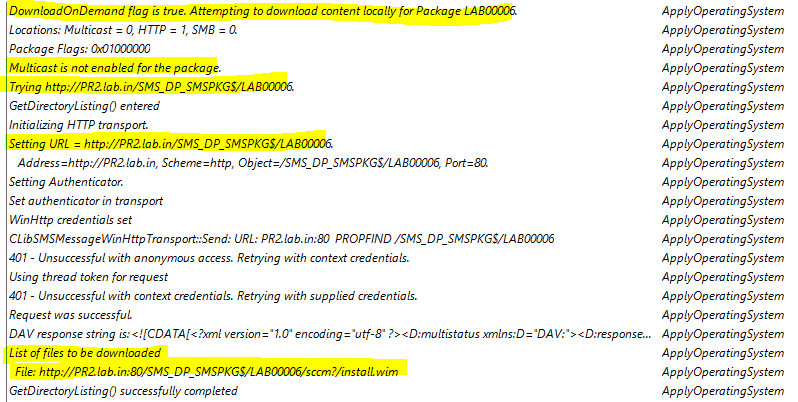 DownloadOnDemand flag is true. Attempting to download content locally for Package LAB00006. ApplyOperatingSystem
Locations: Multicast = 0, HTTP = 1, SMB = 0. ApplyOperatingSystem
Package Flags: 0x01000000 ApplyOperatingSystem
Multicast is not enabled for the package. ApplyOperatingSystem
Trying http://PR2.lab.in/SMS_DP_SMSPKG$/LAB00006. ApplyOperatingSystem
GetDirectoryListing() entered ApplyOperatingSystem
Initializing HTTP transport. ApplyOperatingSystem
Setting URL = http://PR2.lab.in/SMS_DP_SMSPKG$/LAB00006. ApplyOperatingSystem
Address=http://PR2.lab.in, Scheme=http, Object=/SMS_DP_SMSPKG$/LAB00006, Port=80. ApplyOperatingSystem
Setting Authenticator. ApplyOperatingSystem
Set authenticator in transport ApplyOperatingSystem
WinHttp credentials set ApplyOperatingSystem
CLibSMSMessageWinHttpTransport::Send: URL: PR2.lab.in:80 PROPFIND /SMS_DP_SMSPKG$/LAB00006 ApplyOperatingSystem
401 - Unsuccessful with anonymous access. Retrying with context credentials. ApplyOperatingSystem
Using thread token for request ApplyOperatingSystem
401 - Unsuccessful with context credentials. Retrying with supplied credentials. ApplyOperatingSystem
Request was successful. ApplyOperatingSystem
DAV response string is: <![CDATA[<?xml version="1.0" encoding="utf-8" ?><D:multistatus xmlns:D="DAV:"><D:response... ApplyOperatingSystem
List of files to be downloaded ApplyOperatingSystem
File: http://PR2.lab.in:80/SMS_DP_SMSPKG$/LAB00006/sccm?/install.wim ApplyOperatingSystem
GetDirectoryListing() successfully completed ApplyOperatingSystem